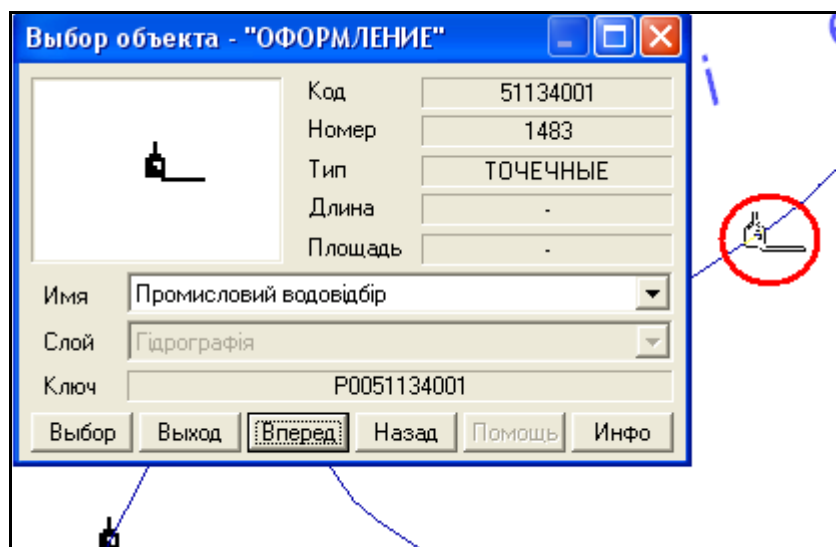 Выбор объекта - "ОФОРМЛЕНИЕ"
Код 51134001
Номер 1483
Тип ТОЧЕЧНЫЕ
Длина -
Площадь -
Имя Промисловий водовідбір
Слой Гідрографія
Ключ P0051134001
Выбор Выход Вперед Назад Помощь Инфо
і